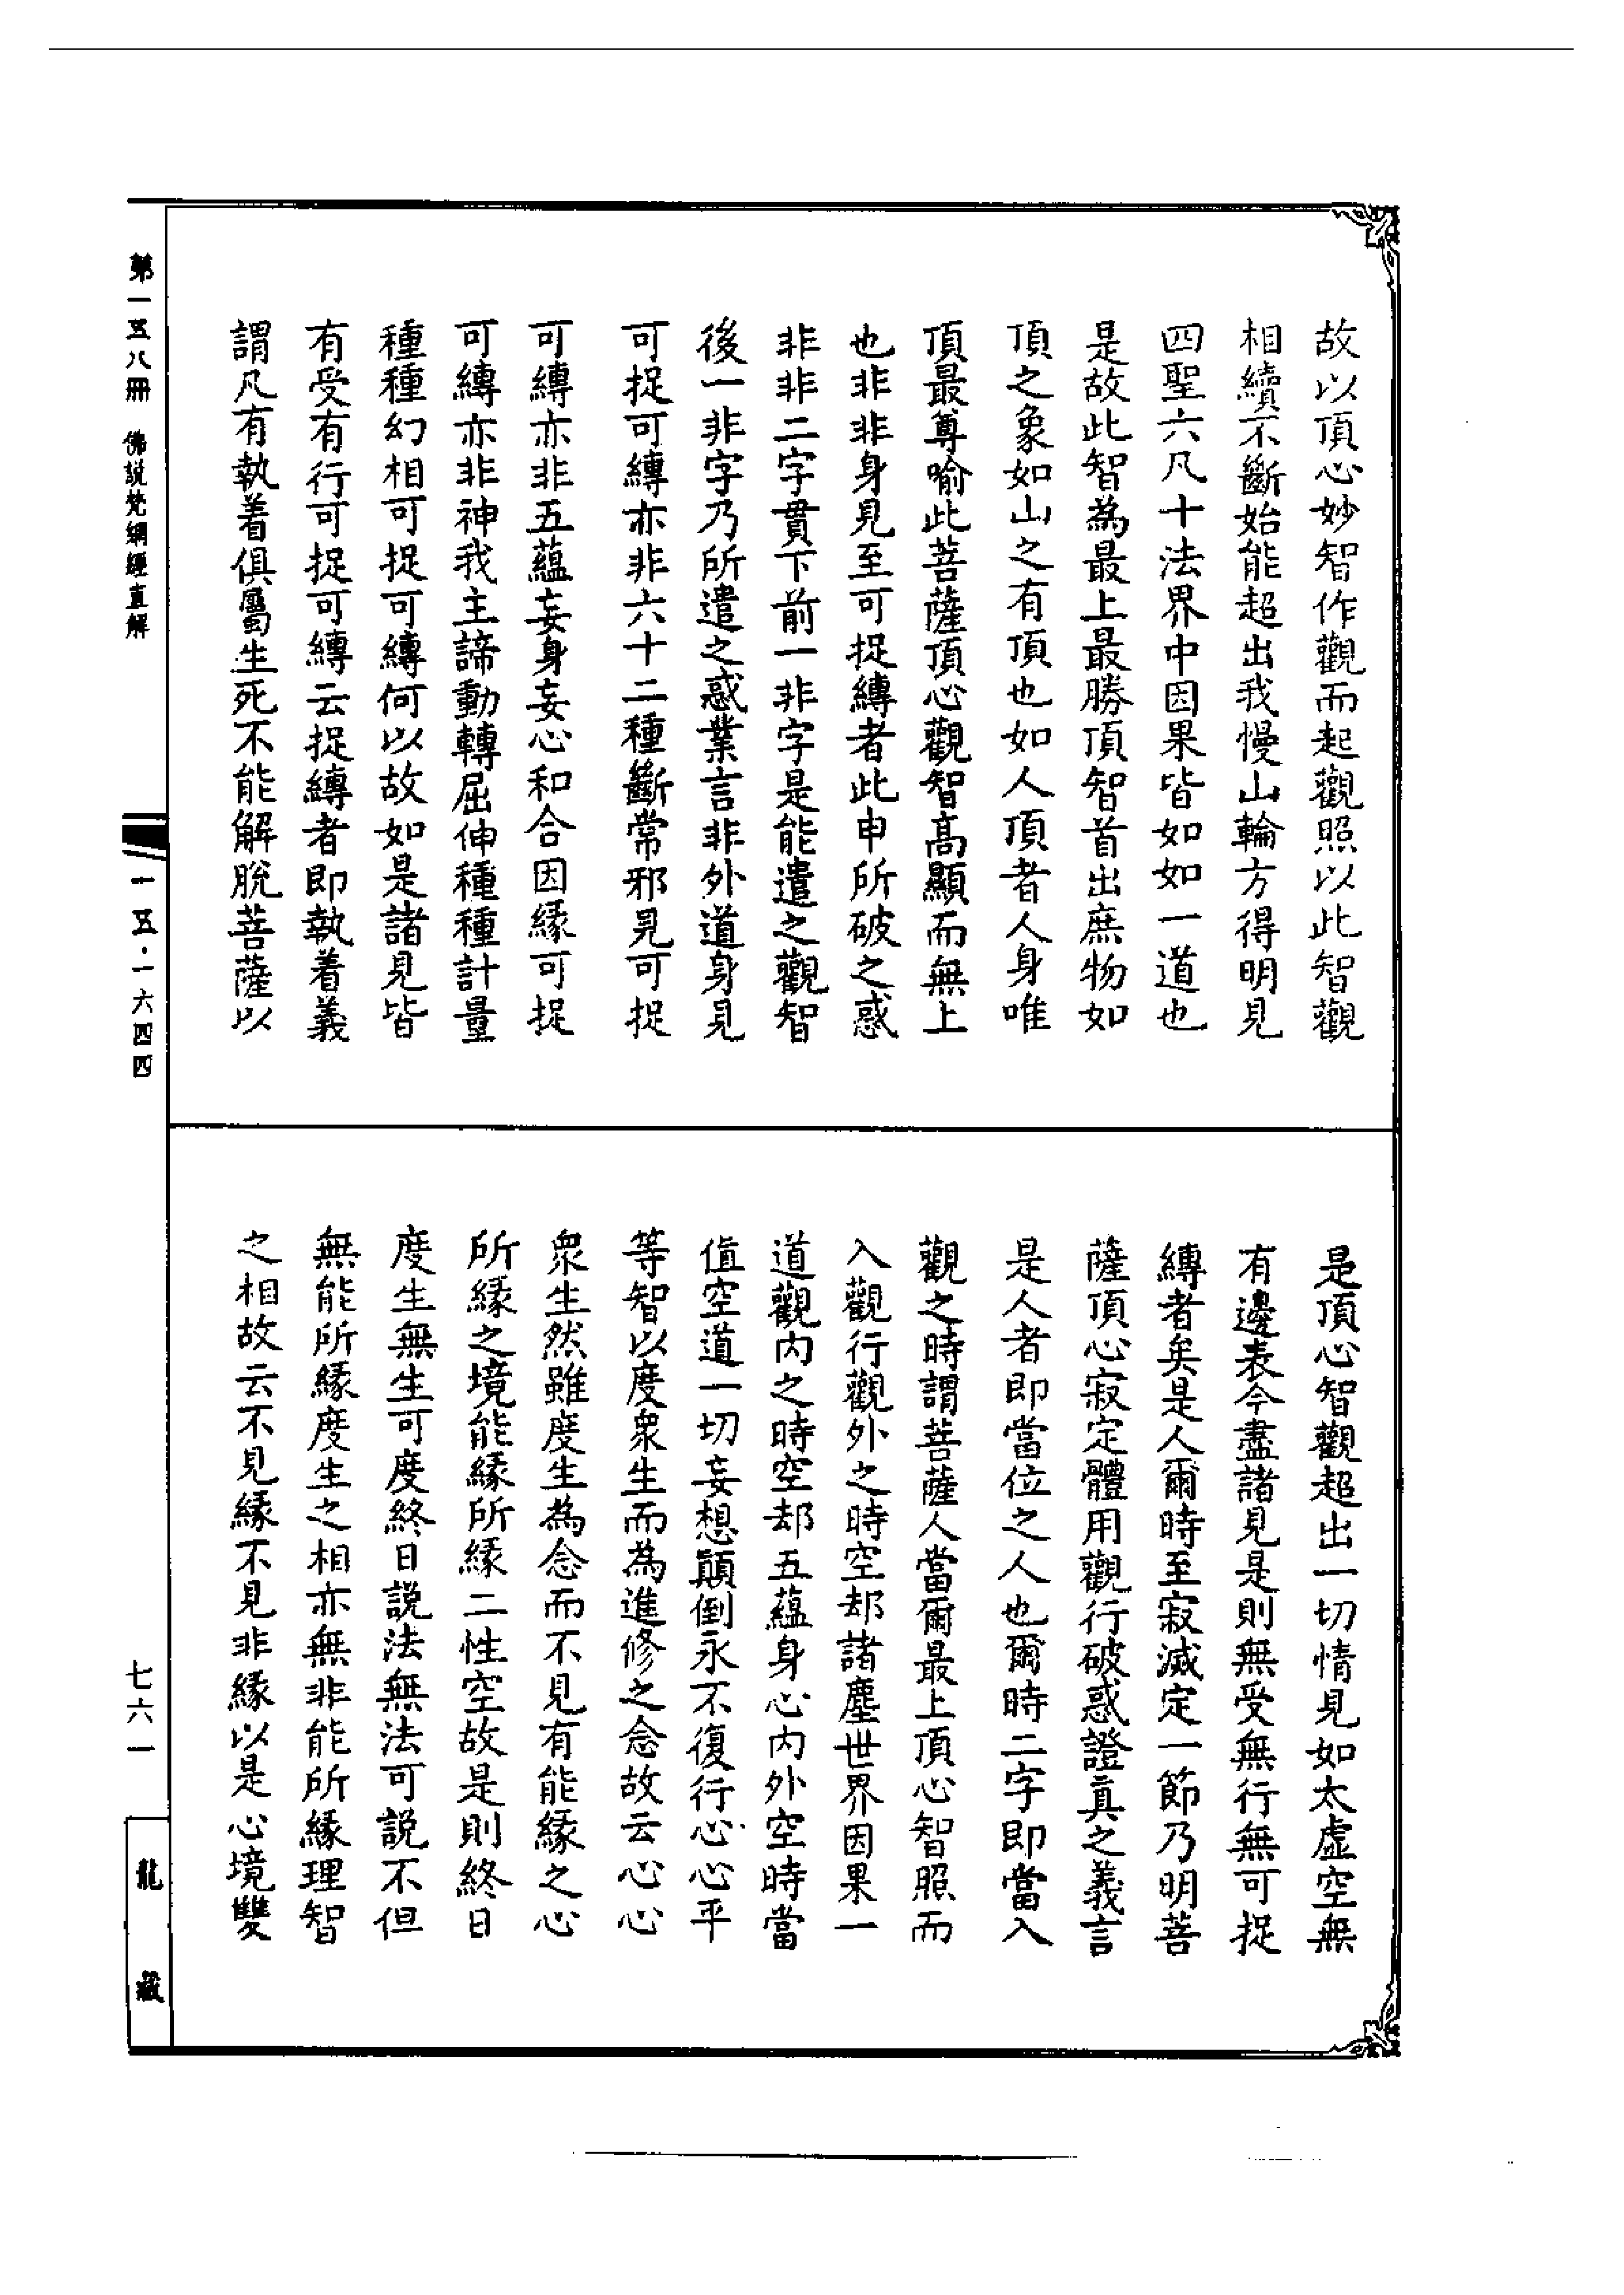 故以頂心妙智作觀而起觀照以此智觀
相續不斷始能超出我慢山輪方得明見
四聖六凡十法界中因果皆如如一道也
是故此智為最上最勝頂智首出庶物如
頂之象如山之有頂也如人頂者人身唯
頂最尊喻此菩薩頂心觀智高顯而無上
也非非身見至可捉縛者此申所破之惑
非非二字貫下前一非字是能遣之觀智
後一非字乃所遣之惑業言非外道身見
可捉可縛亦非六十二種斷常邪見可捉
可縛亦非五蘊妄身妄心和合因緣可捉
可縛亦非神我主諦動轉屈伸種種計量
種種幻相可捉可縛何以故如是諸見皆
有受有行可捉可縛云捉縛者即執着義
謂凡有執着俱屬生死不能解脫菩薩以
是頂心智觀超出一切情見如太虛空無
有邊表今盡諸見是則無受無行無可捉
縛者矣是人爾時至寂滅定一節乃明菩
薩頂心寂定體用觀行破惑證真之義言
是人者即當位之人也爾時二字即當入
觀之時謂菩薩人當爾最上頂心智照而
入觀行觀外之時空却諸塵世界因果一
道觀內之時空却五蘊身心內外空時當
值空道一切妄想顛倒永不復行心心平
等智以度眾生而為進修之念故云心心
眾生然雖度生為念而不見有能緣之心
所緣之境能緣所緣二性空故是則終日
度生無生可度終日說法無法可說不但
無能所緣度生之相亦無非能所緣理智
之相故云不見緣不見非緣以是心境雙
第一五八冊 佛說梵網經直解
一五·一六四四
七六一
龍藏